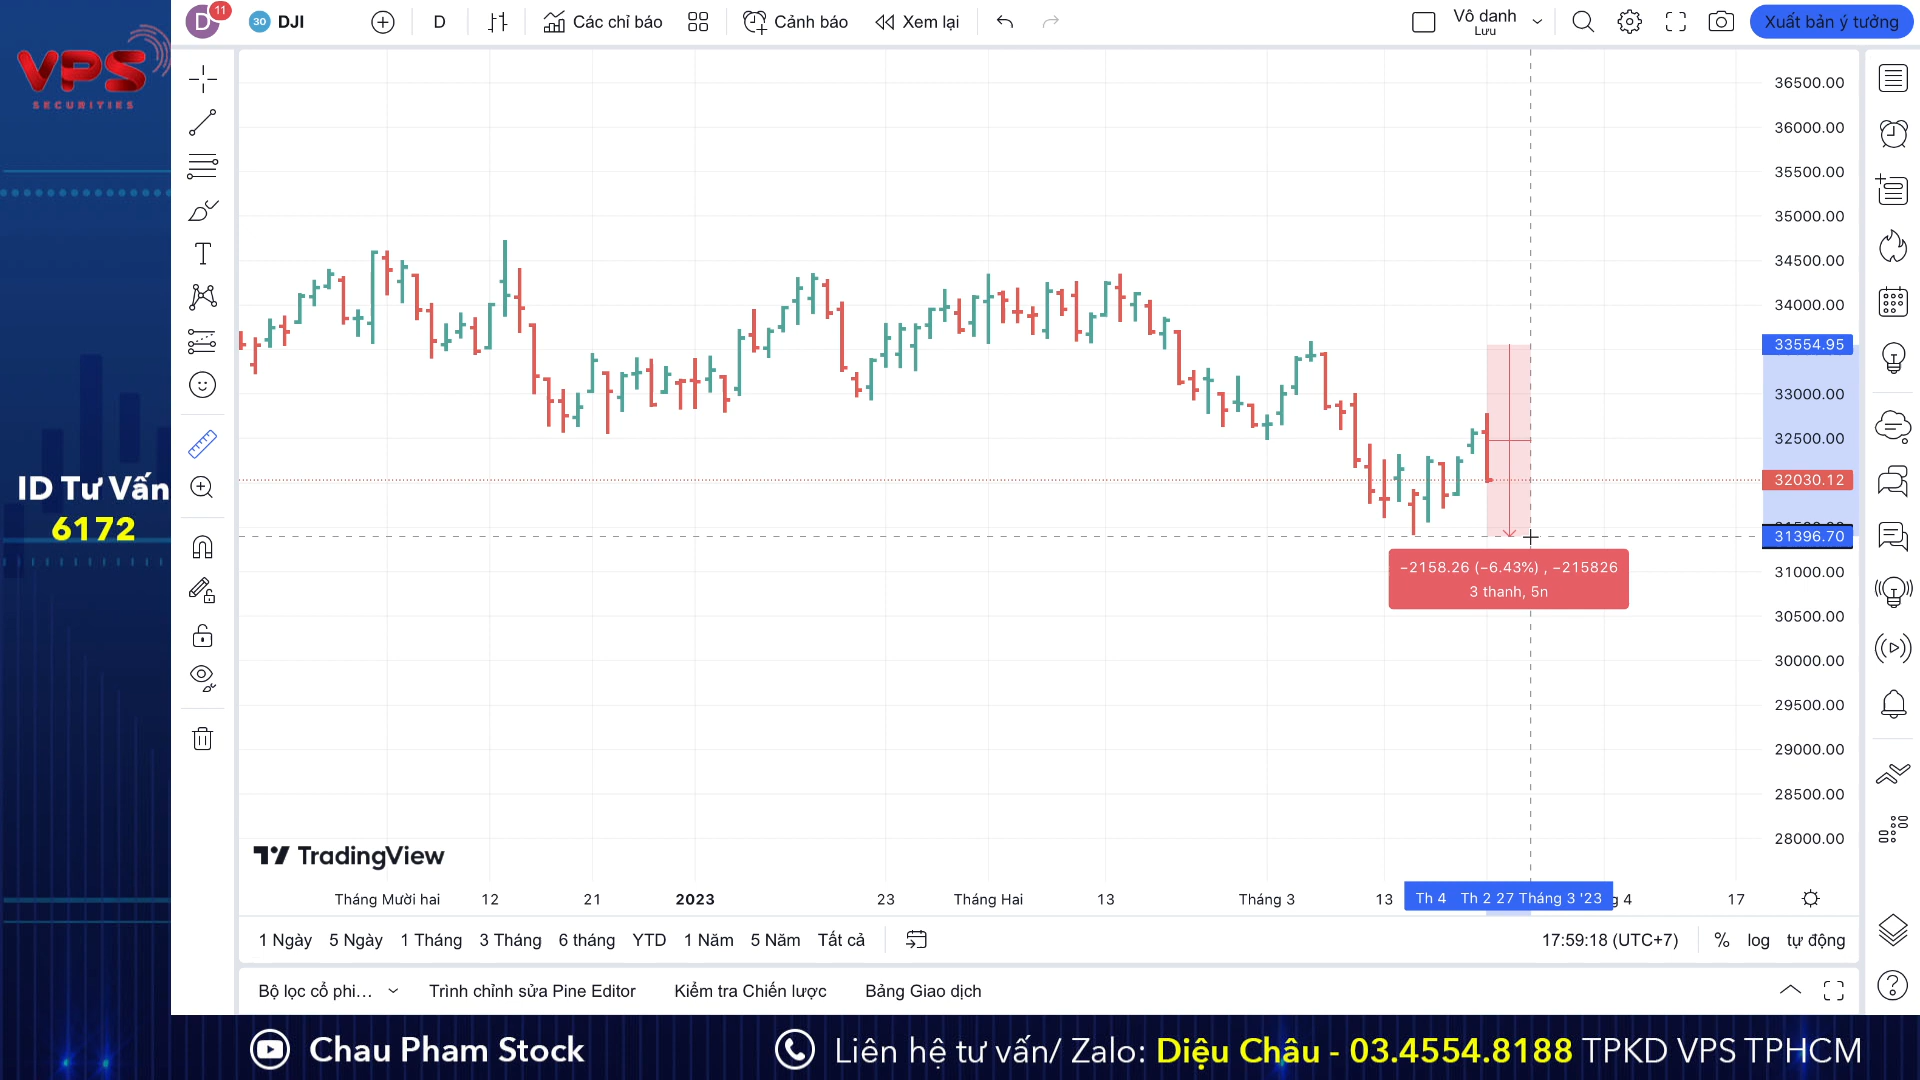 D 11
30 DJI
D
Các chỉ báo
Cảnh báo
Xem lại
Vô danh
Lưu
Xuất bản ý tưởng
VPS
SECURITIES
ID Tư Vấn
6172
36500.00
36000.00
35500.00
35000.00
34500.00
34000.00
33554.95
33000.00
32500.00
32030.12
31396.70
31000.00
30500.00
30000.00
29500.00
29000.00
28500.00
28000.00
−2158.26 (−6.43%) , −215826
3 thanh, 5n
TradingView
Tháng Mười hai 12 21 2023 23 Tháng Hai 13 Tháng 3 13 Th 4 Th 2 27 Tháng 3 '23 g 4 17
1 Ngày 5 Ngày 1 Tháng 3 Tháng 6 tháng YTD 1 Năm 5 Năm Tất cả
17:59:18 (UTC+7) % log tự động
Bộ lọc cổ phi... Trình chỉnh sửa Pine Editor Kiểm tra Chiến lược Bảng Giao dịch
Chau Pham Stock
Liên hệ tư vấn/ Zalo: Diệu Châu - 03.4554.8188 TPKD VPS TPHCM